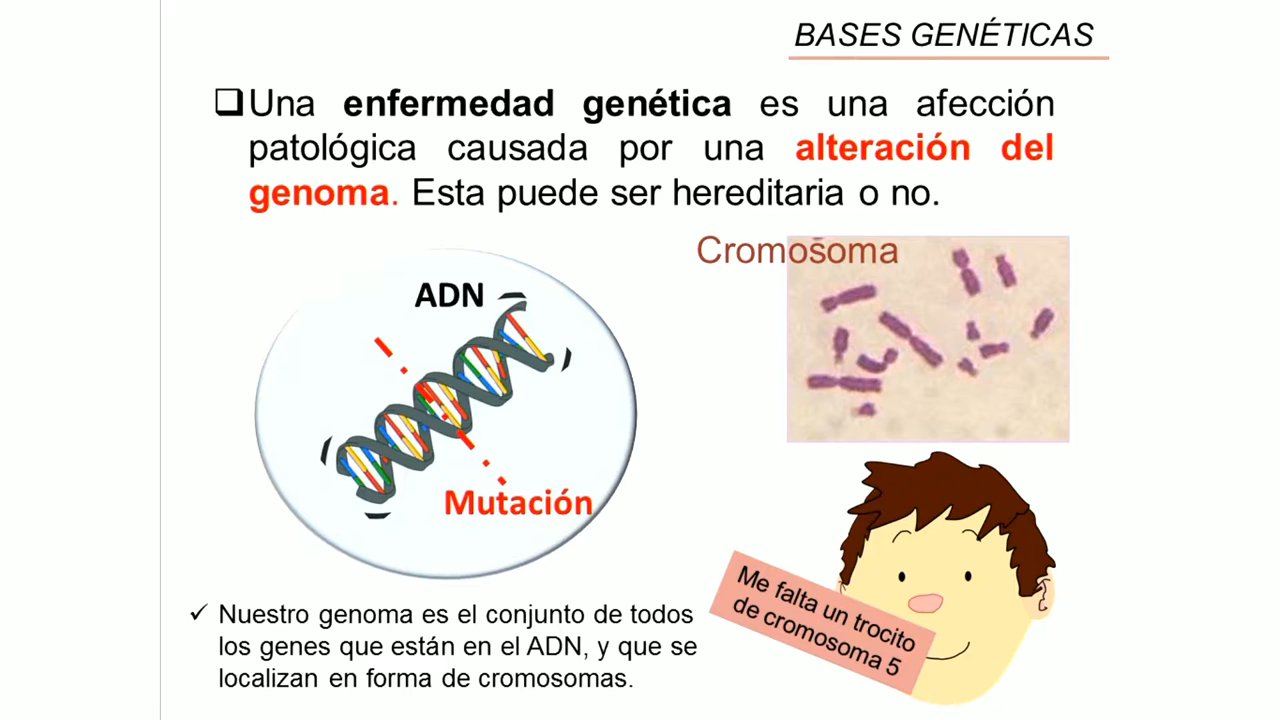 BASES GENÉTICAS
❑Una enfermedad genética es una afección
patológica causada por una alteración del
genoma. Esta puede ser hereditaria o no.
Cromosoma
ADN
Mutación
✓ Nuestro genoma es el conjunto de todos
los genes que están en el ADN, y que se
localizan en forma de cromosomas.
Me falta un trocito
de cromosoma 5